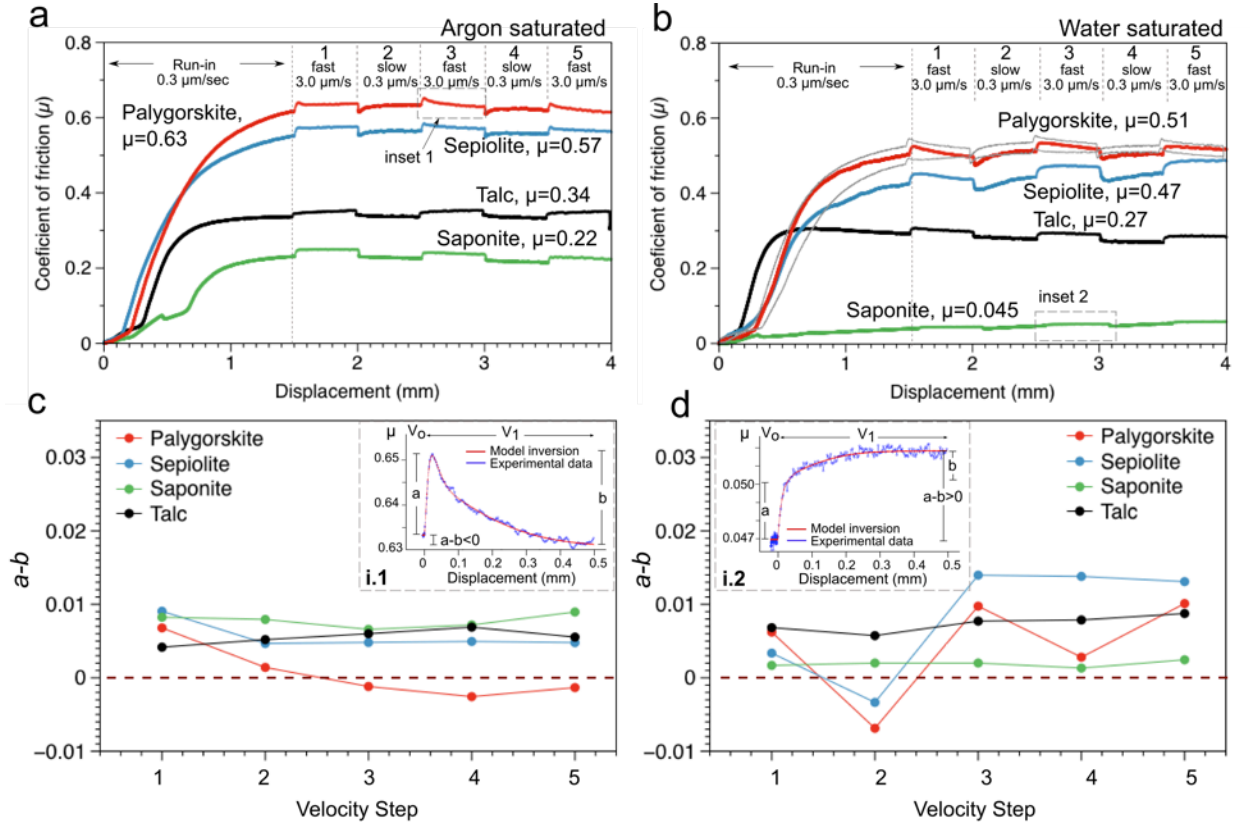 a
Argon saturated
0.8
0.6
0.4
0.2
0
Coeficient of friction (μ)
Run-in
0.3 μm/sec
1
fast
3.0 μm/s
2
slow
0.3 μm/s
3
fast
3.0 μm/s
4
slow
0.3 μm/s
5
fast
3.0 μm/s
Palygorskite,
μ=0.63
inset 1
Sepiolite, μ=0.57
Talc, μ=0.34
Saponite, μ=0.22
0
1
2
3
4
Displacement (mm)
b
Water saturated
0.8
0.6
0.4
0.2
0
Coeficient of friction (μ)
Run-in
0.3 μm/sec
1
fast
3.0 μm/s
2
slow
0.3 μm/s
3
fast
3.0 μm/s
4
slow
0.3 μm/s
5
fast
3.0 μm/s
Palygorskite, μ=0.51
Sepiolite, μ=0.47
Talc, μ=0.27
Saponite, μ=0.045
inset 2
0
1
2
3
4
Displacement (mm)
c
0.03
0.02
0.01
0
−0.01
a-b
Palygorskite
Sepiolite
Saponite
Talc
μ
Vo
V1
Model inversion
Experimental data
0.65
0.64
0.63
a
b
a-b<0
0
0.1
0.2
0.3
0.4
0.5
i.1
Displacement (mm)
1
2
3
4
5
Velocity Step
d
0.03
0.02
0.01
0
−0.01
a-b
μ
Vo
V1
0.050
0.047
a
b
a-b>0
Model inversion
Experimental data
0
0.1
0.2
0.3
0.4
0.5
i.2
Displacement (mm)
Palygorskite
Sepiolite
Saponite
Talc
1
2
3
4
5
Velocity Step